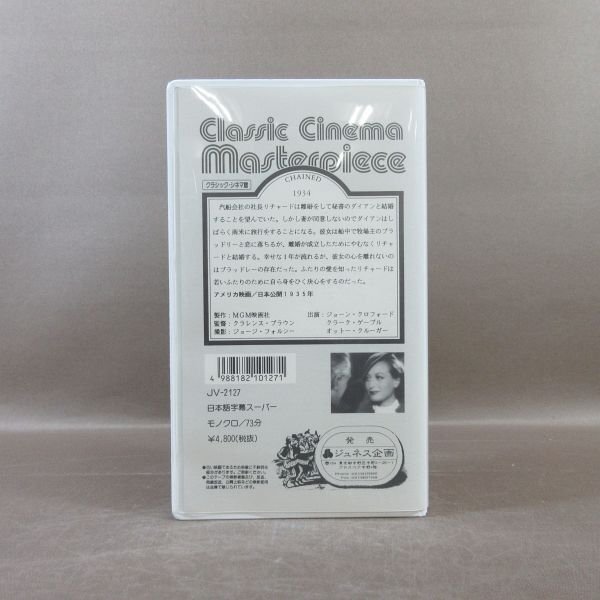 Classic Cinema
Masterpiece
クラシック・シネマ館
CHAINED
1934
汽船会社の社長リチャードは離婚をして秘書のダイアンと結婚
することを望んでいた。しかし妻が同意しないのでダイアンはし
ばらく南米に旅行をすることになる。彼女は船中で牧場主のブラ
ッドリーと恋に落ちるが、離婚が成立したためにやむなくリチャ
ードと結婚する。幸せな1年が流れるが、彼女の心を離れないの
はブラッドレーの存在だった。ふたりの愛を知ったリチャードは
若いふたりのために自ら身をひく決心をするのだった。
アメリカ映画/日本公開1935年
製作:MGM映画社 出演:ジョーン・クロフォード
監督:クラレンス・ブラウン クラーク・ゲーブル
撮影:ジョージ・フォルシー オットー・クルーガー
4 988182 101271
JV-2127
日本語字幕スーパー
モノクロ/73分
¥4,800(税抜)
発売
ジュネス企画